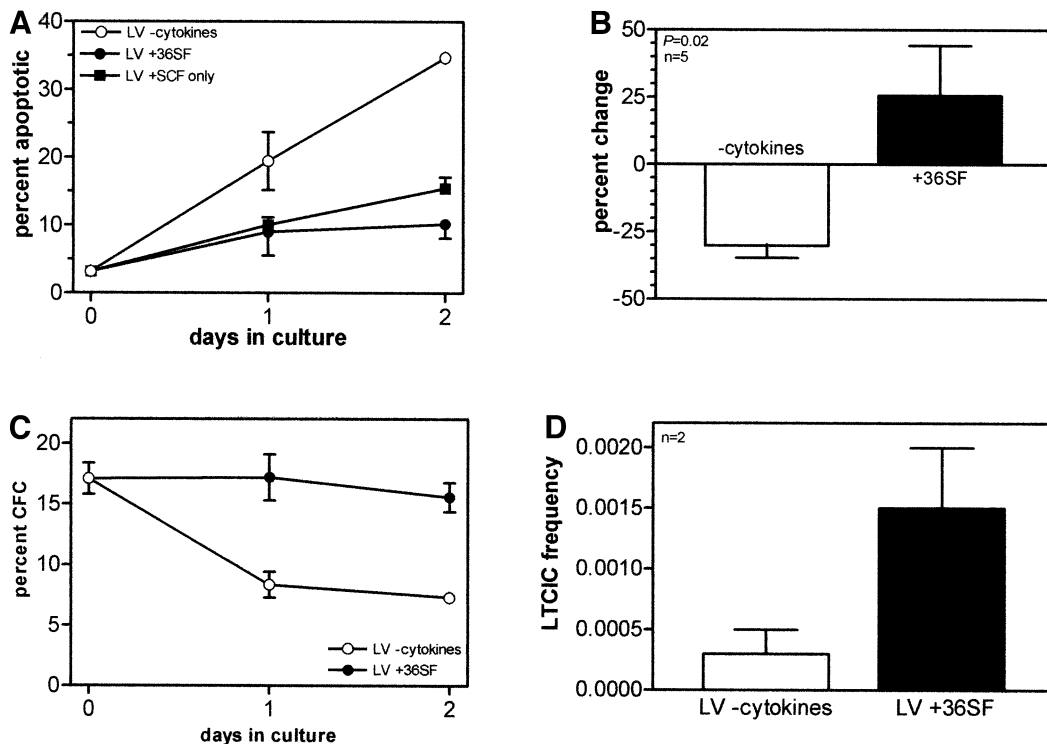 A
LV -cytokines
LV +36SF
LV +SCF only
percent apoptotic
40
30
20
10
0
0 1 2
days in culture
B
P=0.02
n=5
percent change
50
25
0
-25
-50
-cytokines
+36SF
C
percent CFC
20
15
10
5
0
LV -cytokines
LV +36SF
0 1 2
days in culture
D
n=2
LTCIC frequency
0.0020
0.0015
0.0010
0.0005
0.0000
LV -cytokines LV +36SF